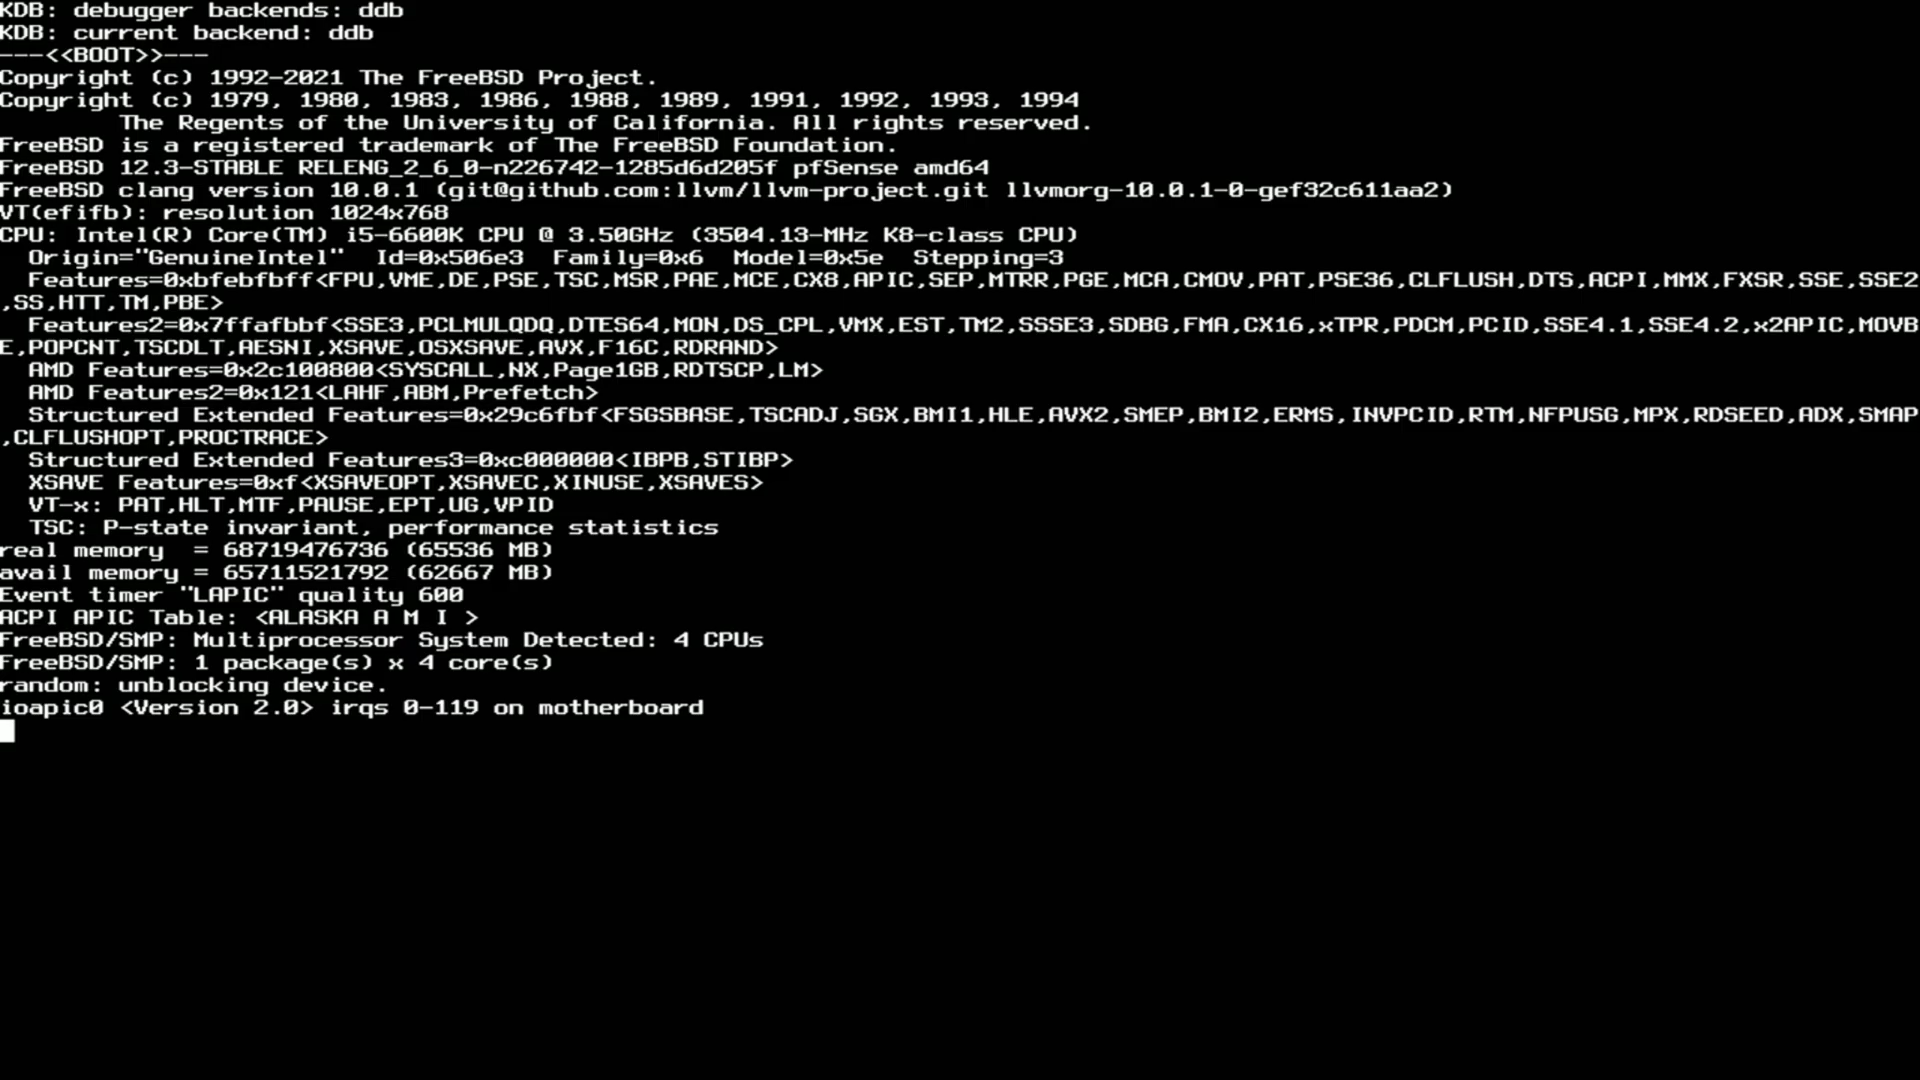 KDB: debugger backends: ddb
KDB: current backend: ddb
---<<BOOT>>---
Copyright (c) 1992-2021 The FreeBSD Project.
Copyright (c) 1979, 1980, 1983, 1986, 1988, 1989, 1991, 1992, 1993, 1994
        The Regents of the University of California. All rights reserved.
FreeBSD is a registered trademark of The FreeBSD Foundation.
FreeBSD 12.3-STABLE RELENG_2_6_0-n226742-1285d6d205f pfSense amd64
FreeBSD clang version 10.0.1 (git@github.com:llvm/llvm-project.git llvmorg-10.0.1-0-gef32c611aa2)
VT(efifb): resolution 1024x768
CPU: Intel(R) Core(TM) i5-6600K CPU @ 3.50GHz (3504.13-MHz K8-class CPU)
  Origin="GenuineIntel"  Id=0x506e3  Family=0x6  Model=0x5e  Stepping=3
  Features=0xbfebfbff<FPU,VME,DE,PSE,TSC,MSR,PAE,MCE,CX8,APIC,SEP,MTRR,PGE,MCA,CMOV,PAT,PSE36,CLFLUSH,DTS,ACPI,MMX,FXSR,SSE,SSE2
,SS,HTT,TM,PBE>
  Features2=0x7ffafbbf<SSE3,PCLMULQDQ,DTES64,MON,DS_CPL,VMX,EST,TM2,SSSE3,SDBG,FMA,CX16,xTPR,PDCM,PCID,SSE4.1,SSE4.2,x2APIC,MOVB
E,POPCNT,TSCDLT,AESNI,XSAVE,OSXSAVE,AVX,F16C,RDRAND>
  AMD Features=0x2c100800<SYSCALL,NX,Page1GB,RDTSCP,LM>
  AMD Features2=0x121<LAHF,ABM,Prefetch>
  Structured Extended Features=0x29c6fbf<FSGSBASE,TSCADJ,SGX,BMI1,HLE,AVX2,SMEP,BMI2,ERMS,INVPCID,RTM,NFPUSG,MPX,RDSEED,ADX,SMAP
,CLFLUSHOPT,PROCTRACE>
  Structured Extended Features3=0xc000000<IBPB,STIBP>
  XSAVE Features=0xf<XSAVEOPT,XSAVEC,XINUSE,XSAVES>
  VT-x: PAT,HLT,MTF,PAUSE,EPT,UG,VPID
  TSC: P-state invariant, performance statistics
real memory  = 68719476736 (65536 MB)
avail memory = 65711521792 (62667 MB)
Event timer "LAPIC" quality 600
ACPI APIC Table: <ALASKA A M I >
FreeBSD/SMP: Multiprocessor System Detected: 4 CPUs
FreeBSD/SMP: 1 package(s) x 4 core(s)
random: unblocking device.
ioapic0 <Version 2.0> irqs 0-119 on motherboard